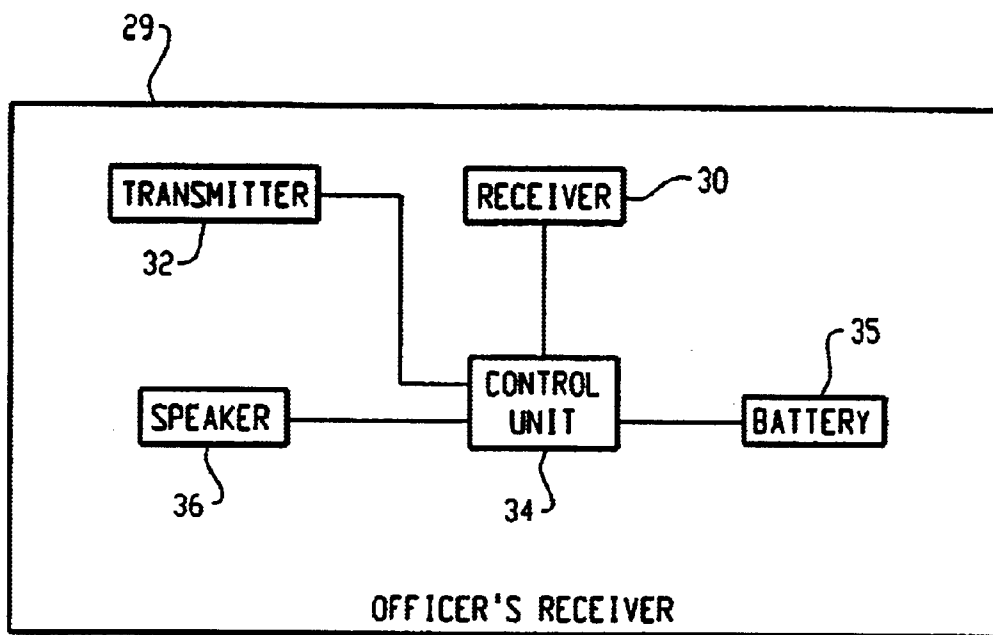 29
TRANSMITTER
32
RECEIVER
30
CONTROL
UNIT
34
35
BATTERY
SPEAKER
36
OFFICER'S RECEIVER